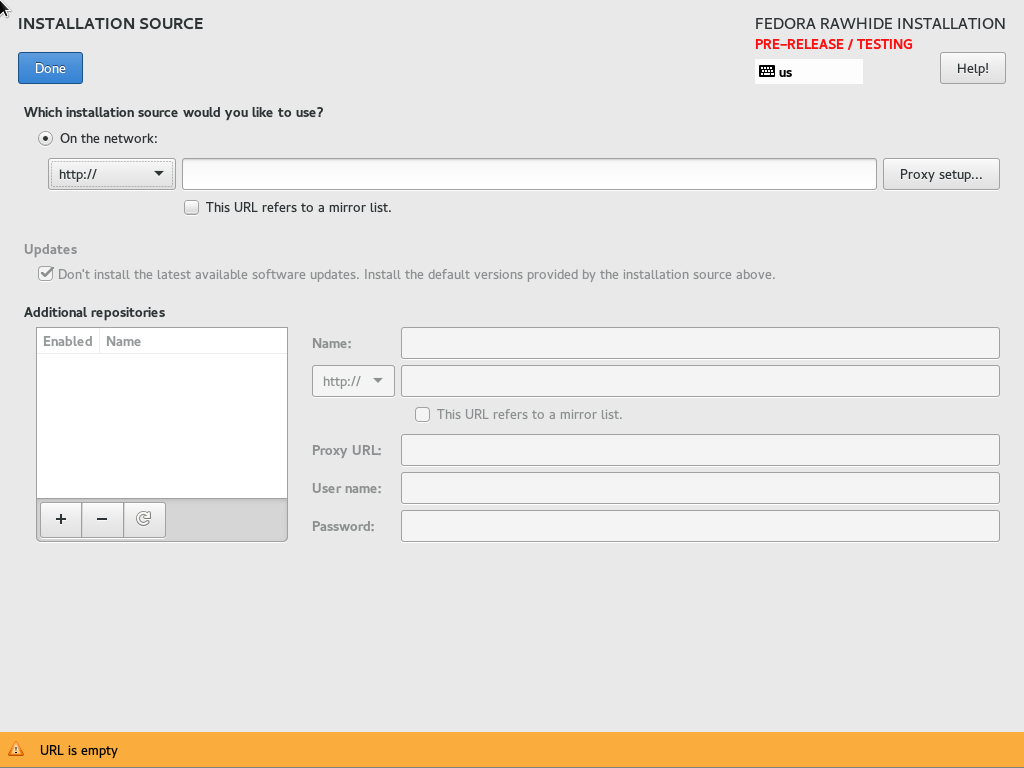 INSTALLATION SOURCE
FEDORA RAWHIDE INSTALLATION
PRE-RELEASE / TESTING
Done
us
Help!
Which installation source would you like to use?
On the network:
http://
Proxy setup...
This URL refers to a mirror list.
Updates
Don't install the latest available software updates. Install the default versions provided by the installation source above.
Additional repositories
Enabled Name
Name:
http://
This URL refers to a mirror list.
Proxy URL:
User name:
Password:
URL is empty